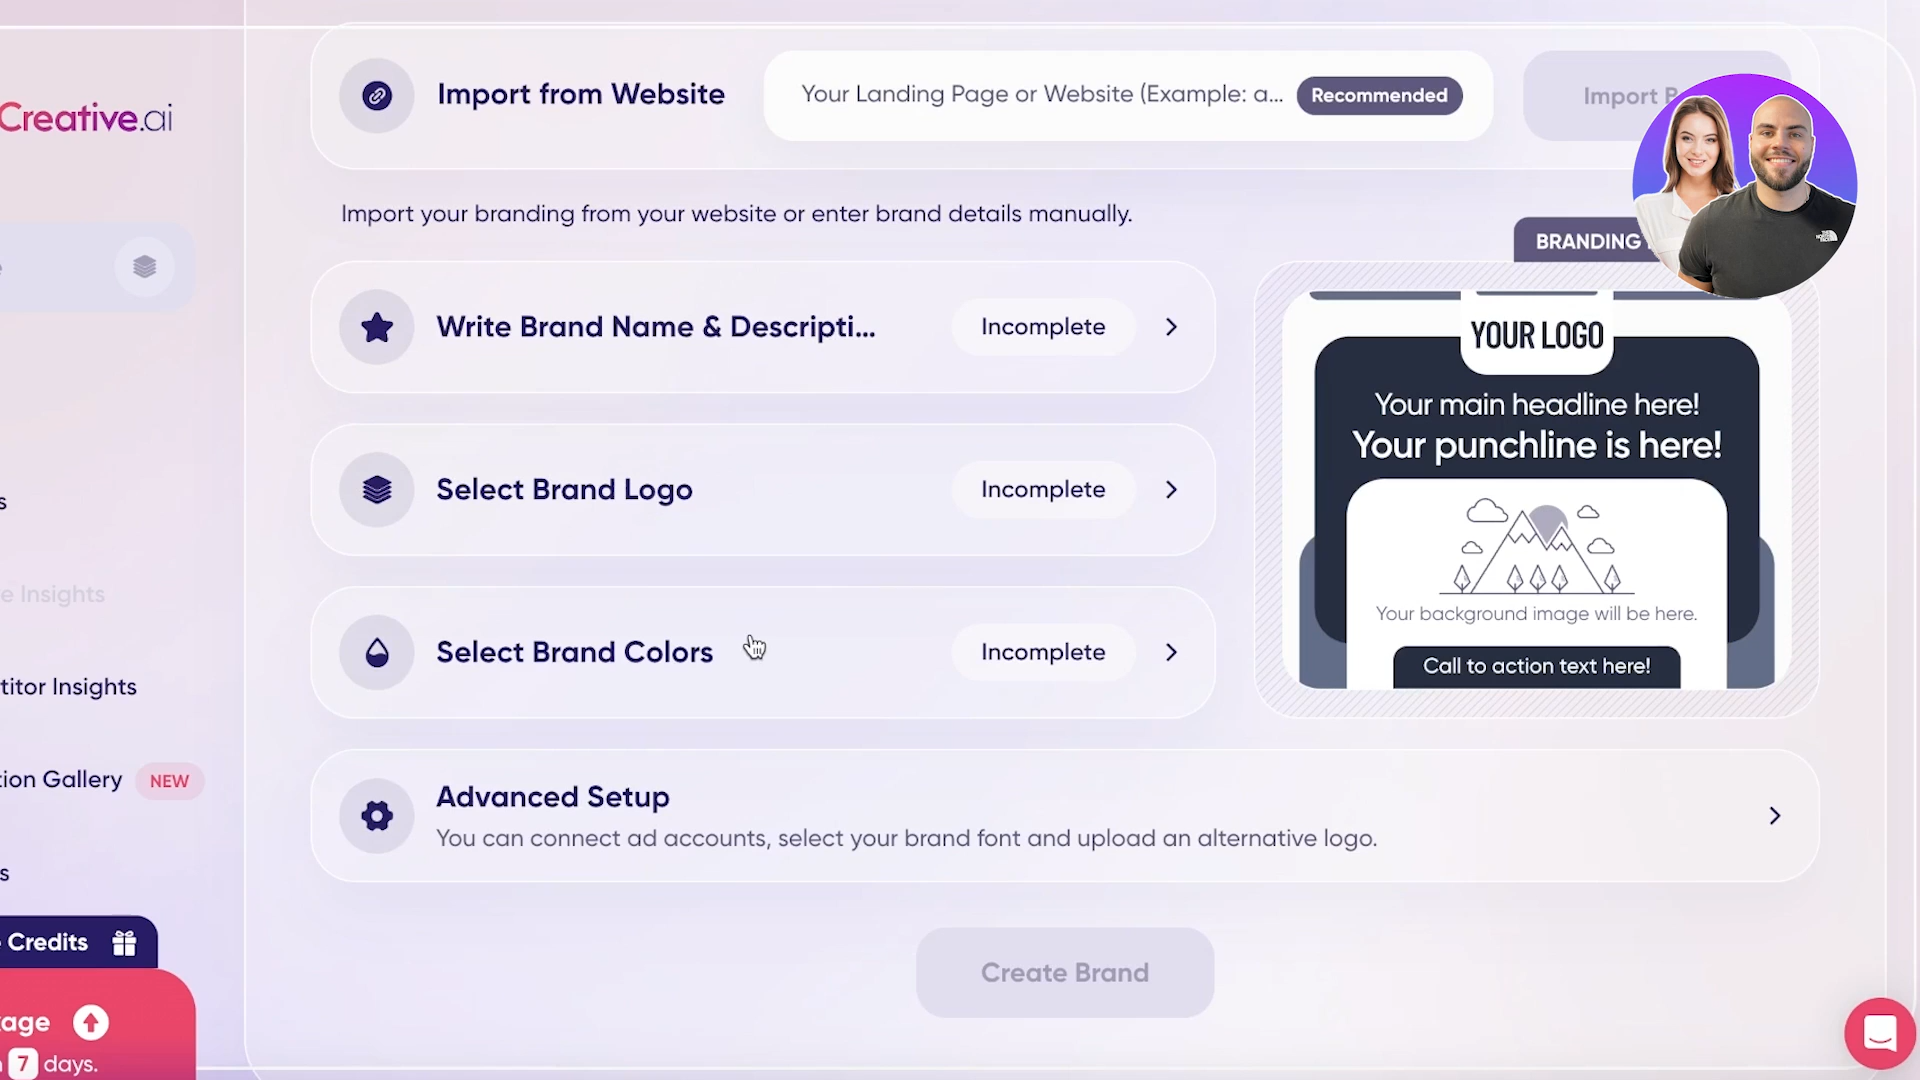 Import from Website
Your Landing Page or Website (Example: a...
Recommended
Import B
Creative.ai
Import your branding from your website or enter brand details manually.
BRANDING
THE NORTH FACE
Write Brand Name & Descripti...
Incomplete
YOUR LOGO
Your main headline here!
Your punchline is here!
Select Brand Logo
Incomplete
s
e Insights
Your background image will be here.
Select Brand Colors
Incomplete
Call to action text here!
titor Insights
tion Gallery
NEW
Advanced Setup
You can connect ad accounts, select your brand font and upload an alternative logo.
s
Credits
Create Brand
age
7 days.